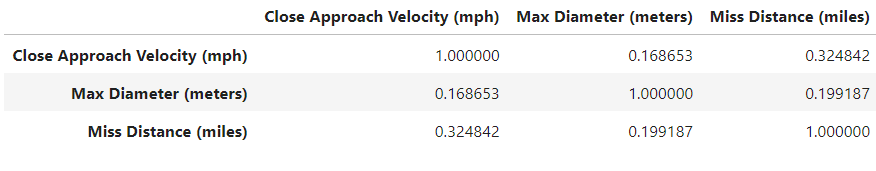 Close Approach Velocity (mph) Max Diameter (meters) Miss Distance (miles)
Close Approach Velocity (mph) 1.000000 0.168653 0.324842
Max Diameter (meters) 0.168653 1.000000 0.199187
Miss Distance (miles) 0.324842 0.199187 1.000000